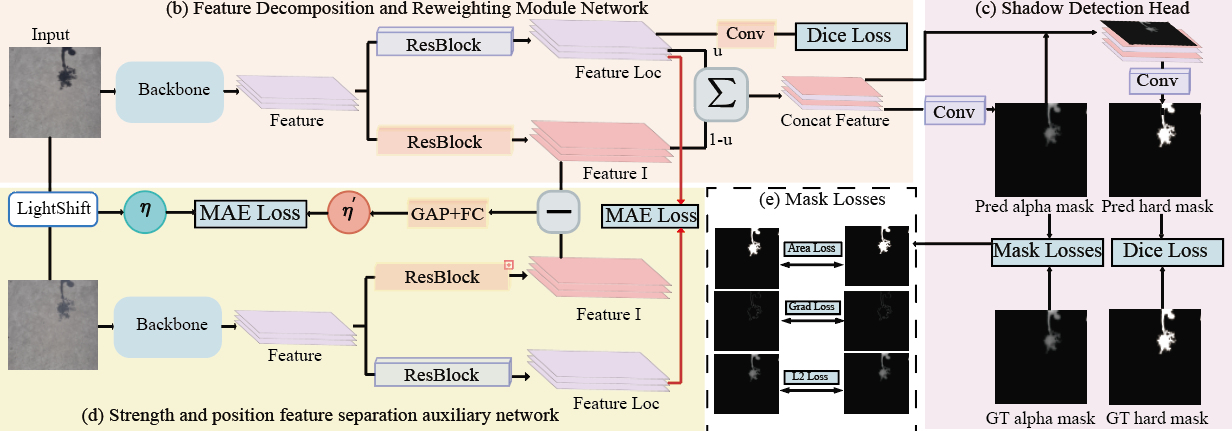 (b) Feature Decomposition and Reweighting Module Network
(c) Shadow Detection Head
Input
Backbone
Feature
ResBlock
Feature Loc
Conv
Dice Loss
u
∑
1-u
Concat Feature
ResBlock
Feature I
Conv
Conv
Pred alpha mask
Pred hard mask
LightShift
η
MAE Loss
η′
GAP+FC
−
MAE Loss
(e) Mask Losses
Area Loss
Grad Loss
L2 Loss
Mask Losses
Dice Loss
GT alpha mask
GT hard mask
Backbone
Feature
ResBlock
Feature I
ResBlock
Feature Loc
(d) Strength and position feature separation auxiliary network